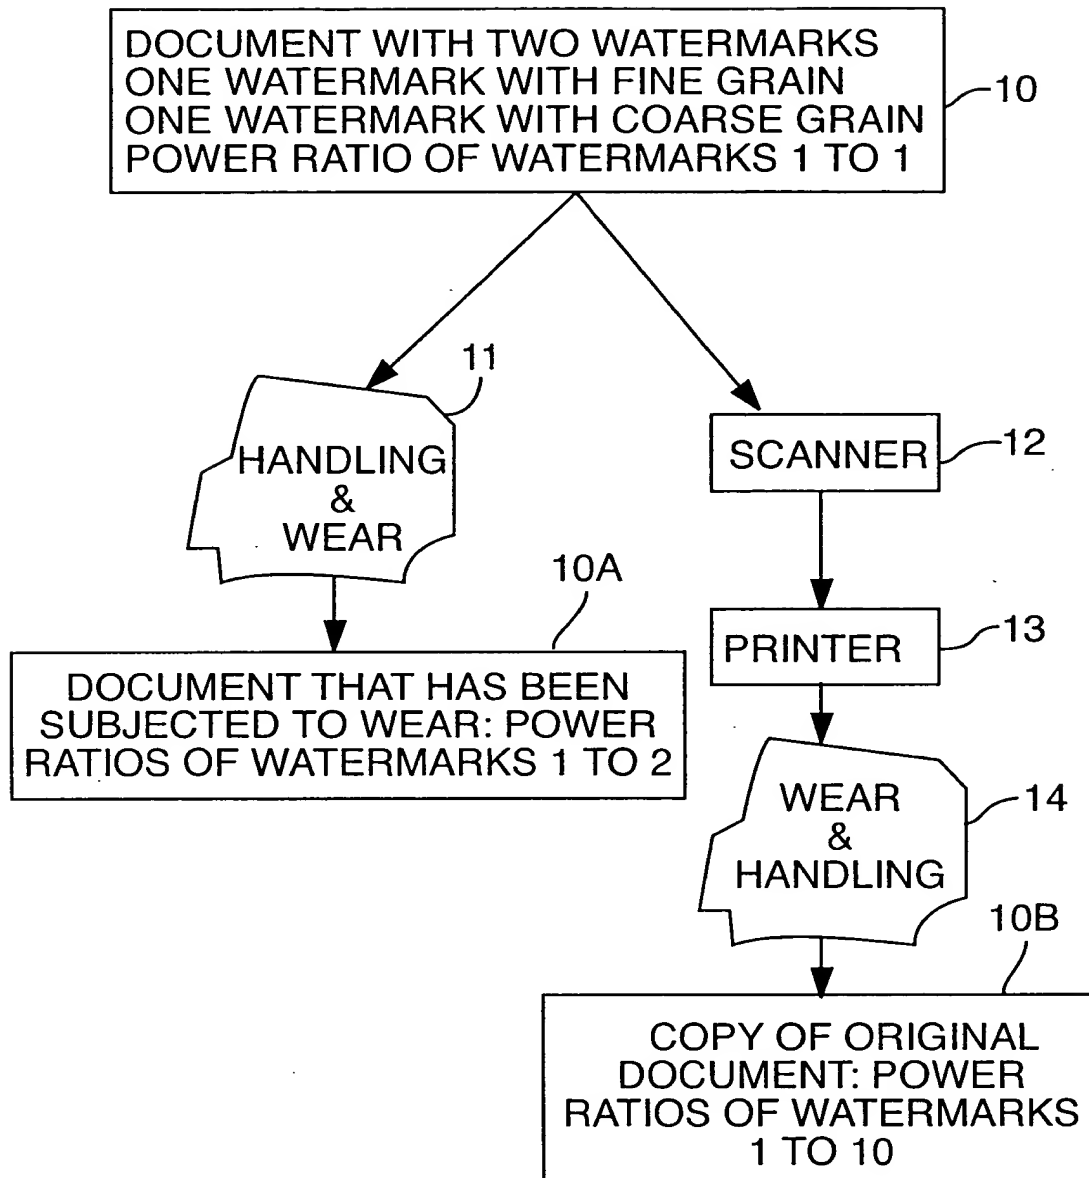 DOCUMENT WITH TWO WATERMARKS
ONE WATERMARK WITH FINE GRAIN
ONE WATERMARK WITH COARSE GRAIN
POWER RATIO OF WATERMARKS 1 TO 1
10
11
HANDLING
&
WEAR
SCANNER
12
10A
DOCUMENT THAT HAS BEEN
SUBJECTED TO WEAR: POWER
RATIOS OF WATERMARKS 1 TO 2
PRINTER
13
WEAR
&
HANDLING
14
10B
COPY OF ORIGINAL
DOCUMENT: POWER
RATIOS OF WATERMARKS
1 TO 10